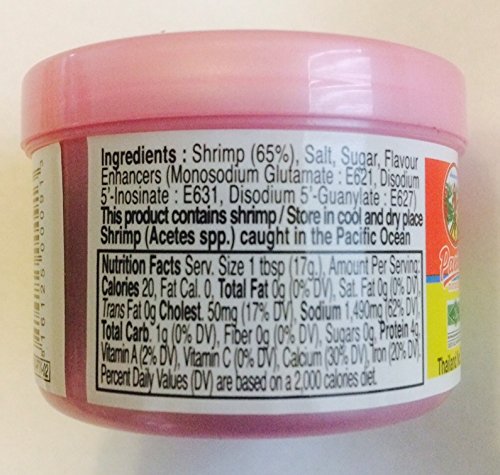 Ingredients : Shrimp (65%), Salt, Sugar, Flavour
Enhancers (Monosodium Glutamate : E621, Disodium
5'-Inosinate : E631, Disodium 5'-Guanylate : E627)
This product contains shrimp / Store in cool and dry place
Shrimp (Acetes spp.) caught in the Pacific Ocean
Nutrition Facts Serv. Size 1 tbsp (17g.), Amount Per Serving:
Calories 20, Fat Cal. 0, Total Fat 0g (0% DV), Sat. Fat 0g (0% DV),
Trans Fat 0g Cholest. 50mg (17% DV), Sodium 1,490mg (62% DV),
Total Carb. 1g (0% DV), Fiber 0g (0% DV), Sugars 0g, Protein 4g,
Vitamin A (2% DV), Vitamin C (0% DV), Calcium (30% DV), Iron (20% DV),
Percent Daily Values (DV) are based on a 2,000 calories diet.
Thailand